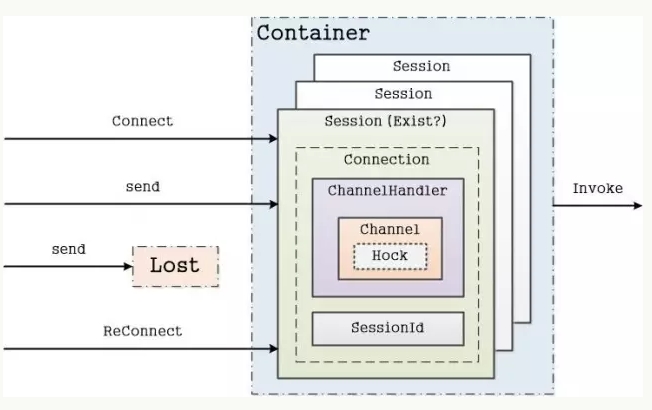 Container
Session
Session
Session (Exist?)
Connect
Connection
send
ChannelHandler
Invoke
Channel
Hock
send
Lost
SessionId
ReConnect